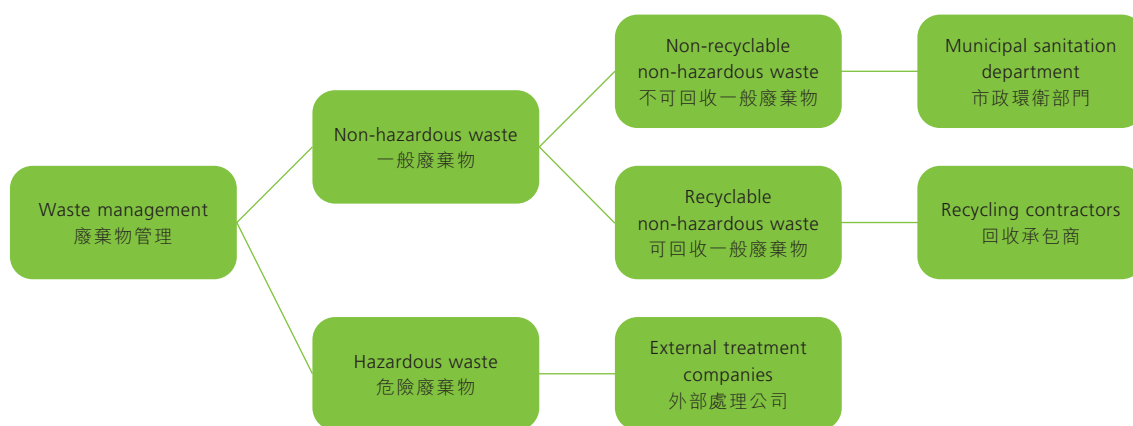 Waste management
廢棄物管理
Non-hazardous waste
一般廢棄物
Non-recyclable
non-hazardous waste
不可回收一般廢棄物
Municipal sanitation
department
市政環衛部門
Recyclable
non-hazardous waste
可回收一般廢棄物
Recycling contractors
回收承包商
Hazardous waste
危險廢棄物
External treatment
companies
外部處理公司